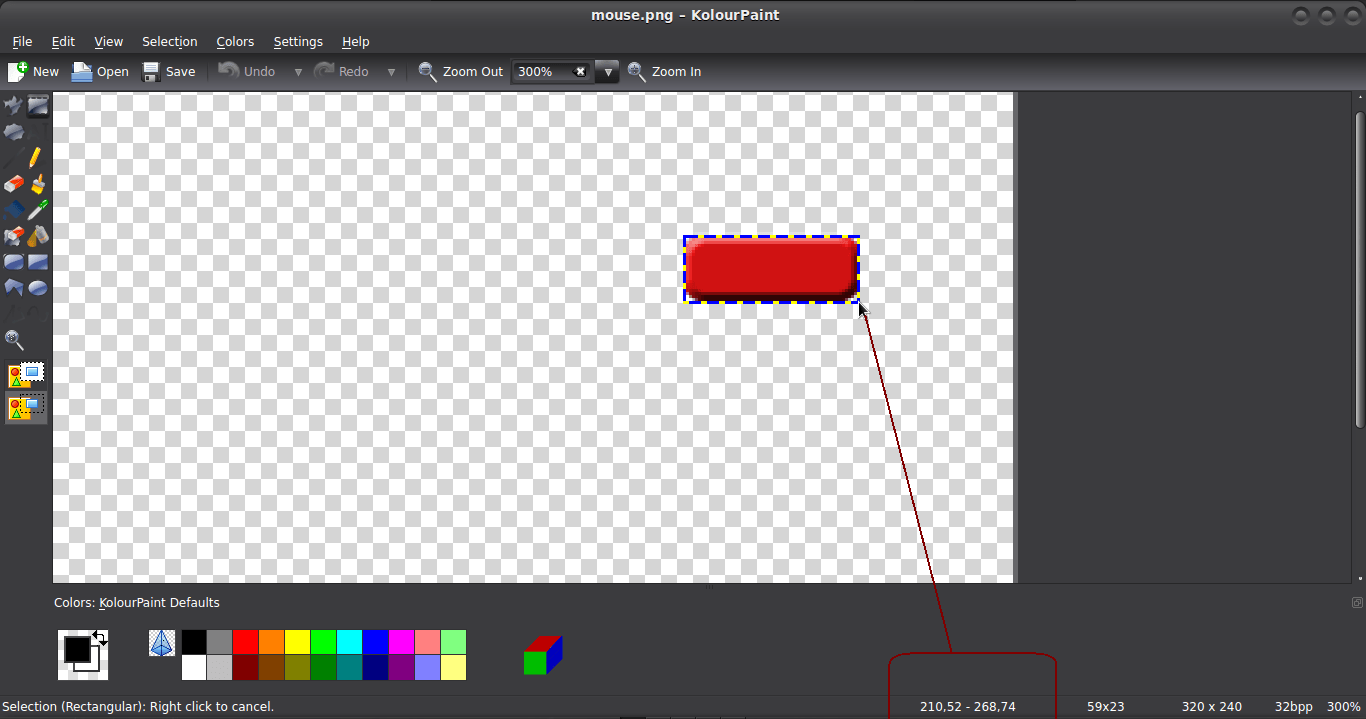 mouse.png – KolourPaint
File Edit View Selection Colors Settings Help
New Open Save Undo Redo Zoom Out 300% Zoom In
Colors: KolourPaint Defaults
Selection (Rectangular): Right click to cancel. 210,52 - 268,74 59x23 320 x 240 32bpp 300%